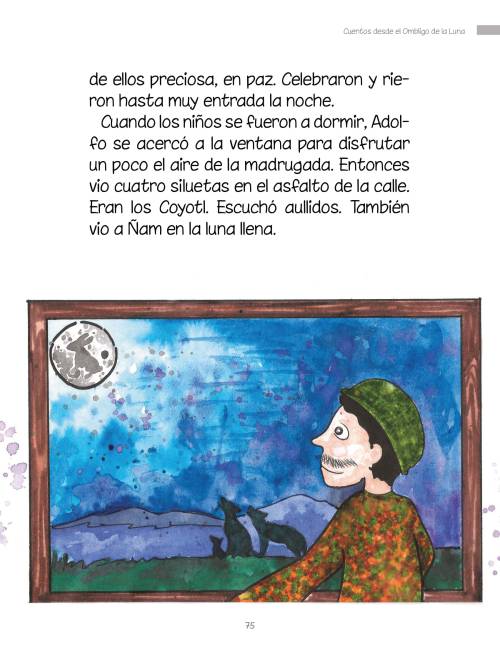 Cuentos desde el Ombligo de la Luna
de ellos preciosa, en paz. Celebraron y rie-
ron hasta muy entrada la noche.
Cuando los niños se fueron a dormir, Adol-
fo se acercó a la ventana para disfrutar
un poco el aire de la madrugada. Entonces
vio cuatro siluetas en el asfalto de la calle.
Eran los Coyotl. Escuchó aullidos. También
vio a Ñam en la luna llena.
75